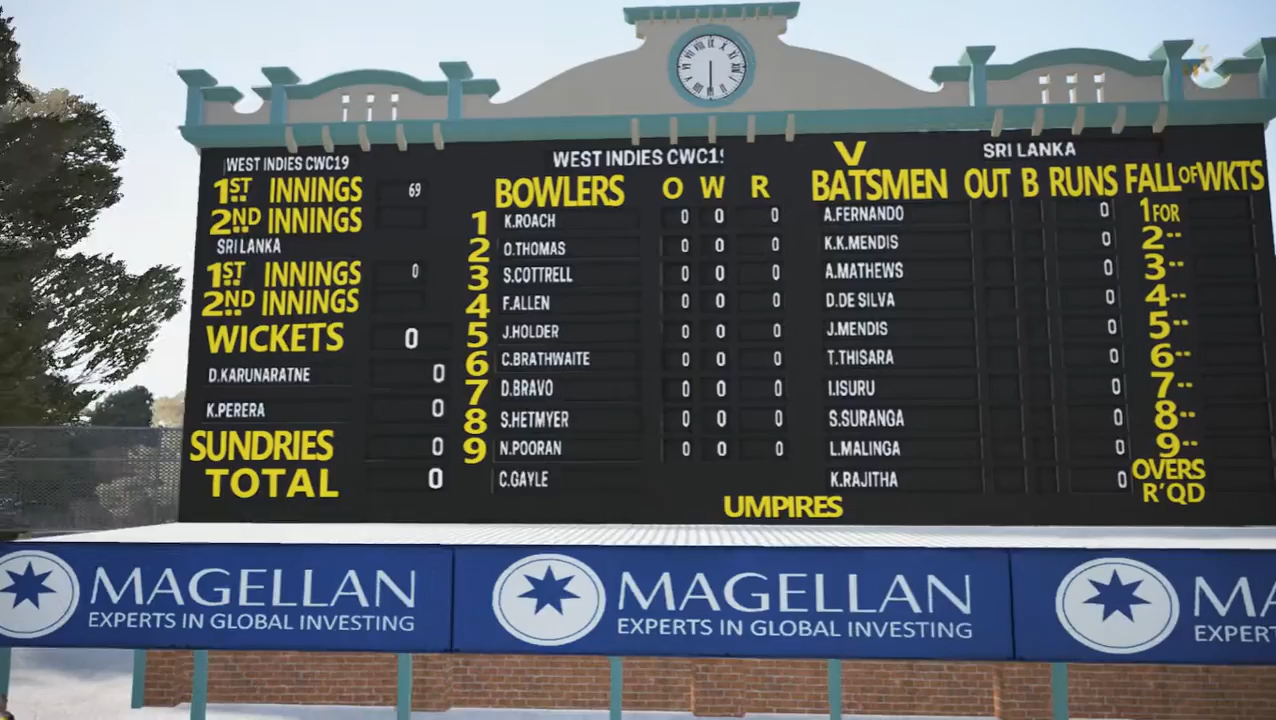 WEST INDIES CWC19
1ST INNINGS 69
2ND INNINGS
SRI LANKA
1ST INNINGS 0
2ND INNINGS
WICKETS 0
D.KARUNARATNE 0
K.PERERA 0
SUNDRIES 0
TOTAL 0
WEST INDIES CWC19 V SRI LANKA
BOWLERS O W R
1 K.ROACH 0 0 0
2 O.THOMAS 0 0 0
3 S.COTTRELL 0 0 0
4 F.ALLEN 0 0 0
5 J.HOLDER 0 0 0
6 C.BRATHWAITE 0 0 0
7 D.BRAVO 0 0 0
8 S.HETMYER 0 0 0
9 N.POORAN 0 0 0
C.GAYLE
BATSMEN OUT B RUNS
A.FERNANDO 0
K.K.MENDIS 0
A.MATHEWS 0
D.DE SILVA 0
J.MENDIS 0
T.THISARA 0
I.ISURU 0
S.SURANGA 0
L.MALINGA 0
K.RAJITHA 0
FALL OF WKTS
1 FOR
2--
3--
4--
5--
6--
7--
8--
9--
OVERS
R'QD
UMPIRES
MAGELLAN
EXPERTS IN GLOBAL INVESTING
MAGELLAN
EXPERTS IN GLOBAL INVESTING
MA
EXPERT